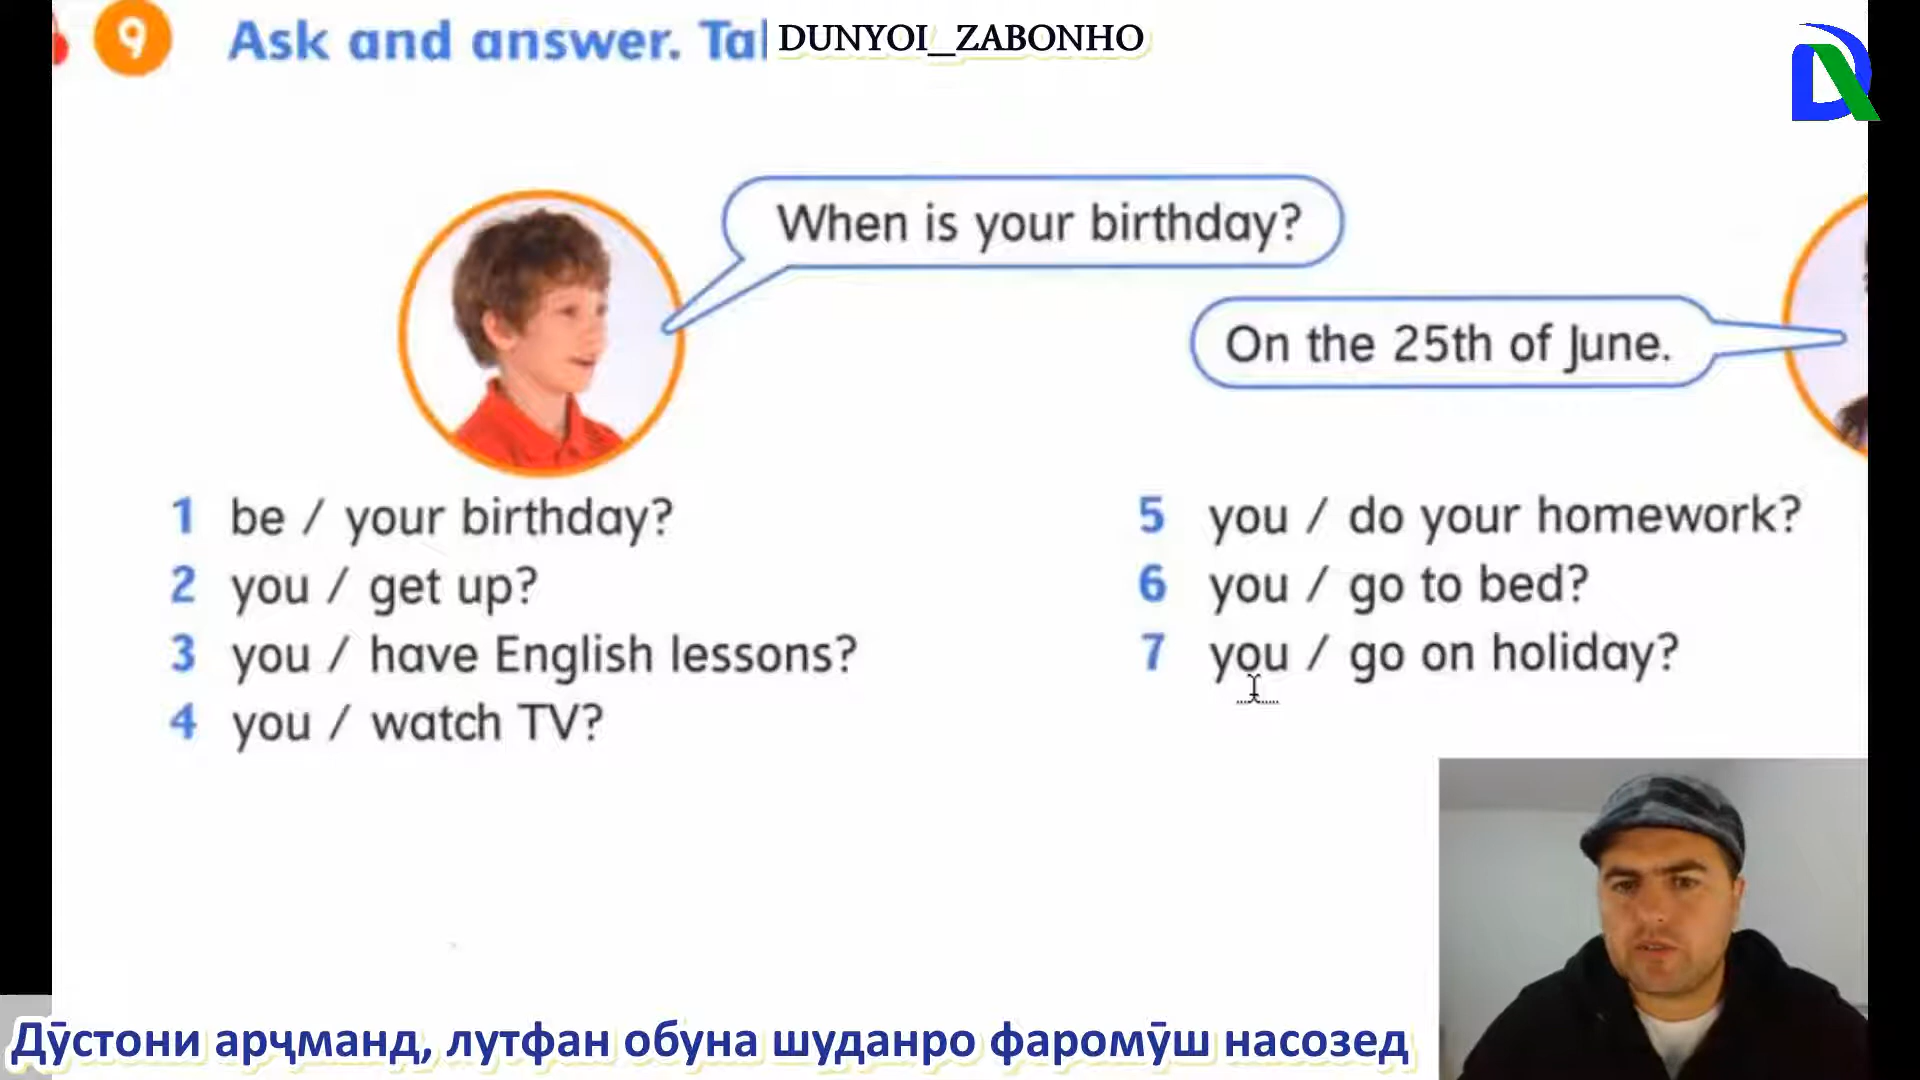 9 Ask and answer.
DUNYOI_ZABONHO
When is your birthday?
On the 25th of June.
1 be / your birthday?
2 you / get up?
3 you / have English lessons?
4 you / watch TV?
5 you / do your homework?
6 you / go to bed?
7 you / go on holiday?
Дӯстони арҷманд, лутфан обуна шуданро фаромӯш насозед